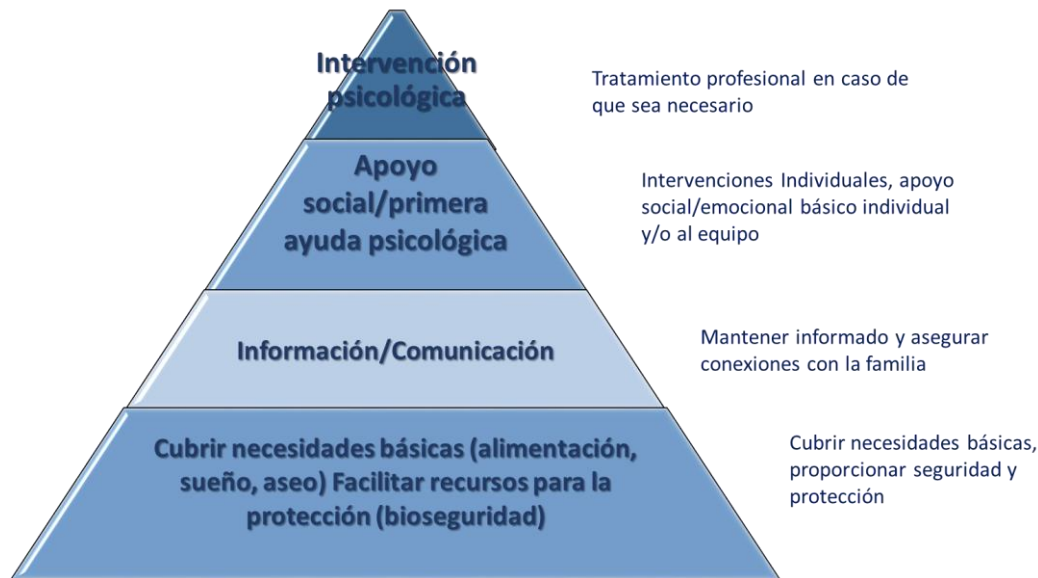 Intervención
psicológica
Tratamiento profesional en caso de
que sea necesario
Apoyo
social/primera
ayuda psicológica
Intervenciones Individuales, apoyo
social/emocional básico individual
y/o al equipo
Información/Comunicación
Mantener informado y asegurar
conexiones con la familia
Cubrir necesidades básicas (alimentación,
sueño, aseo) Facilitar recursos para la
protección (bioseguridad)
Cubrir necesidades básicas,
proporcionar seguridad y
protección